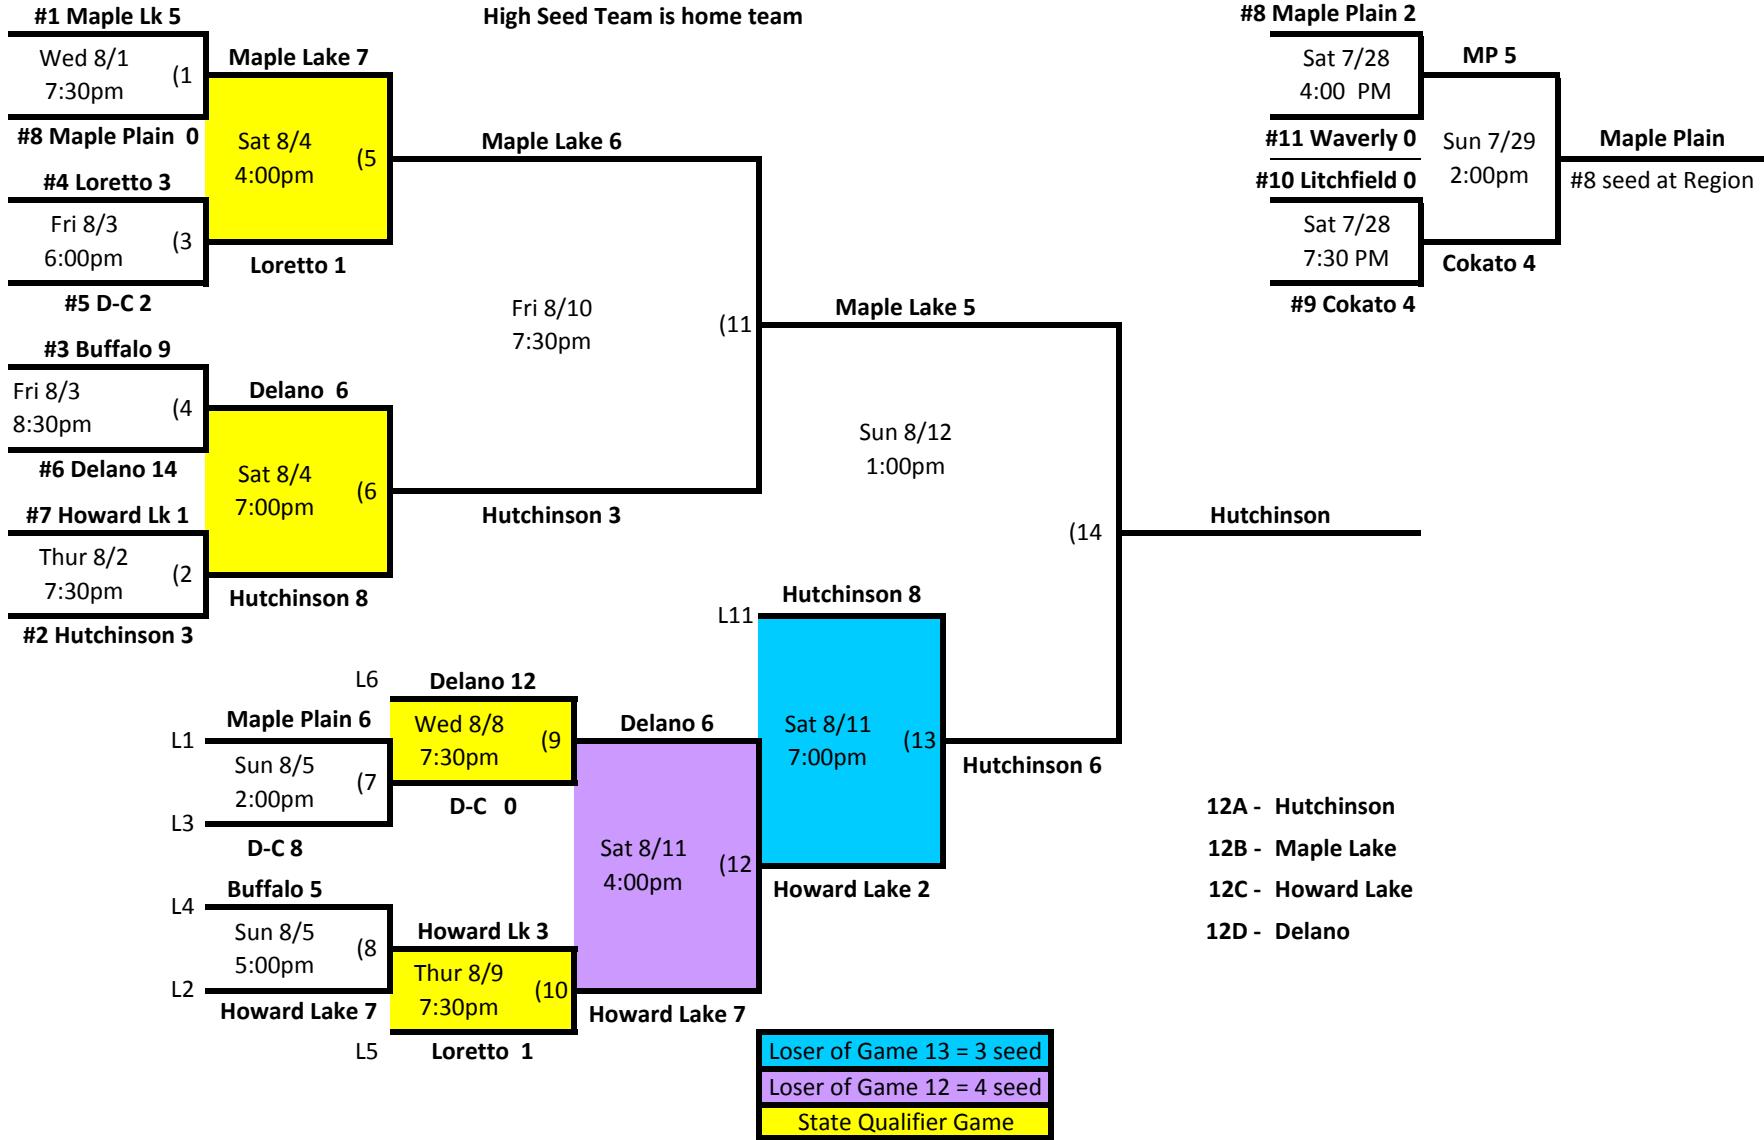 High Seed Team is home team
#1 Maple Lk 5
Wed 8/1
7:30pm
(1
#8 Maple Plain 0
Maple Lake 7
Sat 8/4
4:00pm
(5
#4 Loretto 3
Fri 8/3
6:00pm
(3
#5 D-C 2
Loretto 1
Maple Lake 6
Fri 8/10
7:30pm
(11
#3 Buffalo 9
Fri 8/3
8:30pm
(4
#6 Delano 14
Delano 6
Sat 8/4
7:00pm
(6
#7 Howard Lk 1
Thur 8/2
7:30pm
(2
#2 Hutchinson 3
Hutchinson 8
Hutchinson 3
Maple Lake 5
Sun 8/12
1:00pm
(14
Hutchinson
#8 Maple Plain 2
Sat 7/28
4:00 PM
#11 Waverly 0
MP 5
#10 Litchfield 0
Sat 7/28
7:30 PM
#9 Cokato 4
Sun 7/29
2:00pm
Cokato 4
Maple Plain
#8 seed at Region
L6
Delano 12
Wed 8/8
7:30pm
(9
D-C 0
L1
Maple Plain 6
Sun 8/5
2:00pm
(7
L3
D-C 8
L4
Buffalo 5
Sun 8/5
5:00pm
(8
L2
Howard Lake 7
Howard Lk 3
Thur 8/9
7:30pm
(10
L5
Loretto 1
Delano 6
Sat 8/11
4:00pm
(12
Howard Lake 7
L11
Hutchinson 8
Sat 8/11
7:00pm
(13
Howard Lake 2
Hutchinson 6
12A - Hutchinson
12B - Maple Lake
12C - Howard Lake
12D - Delano
Loser of Game 13 = 3 seed
Loser of Game 12 = 4 seed
State Qualifier Game